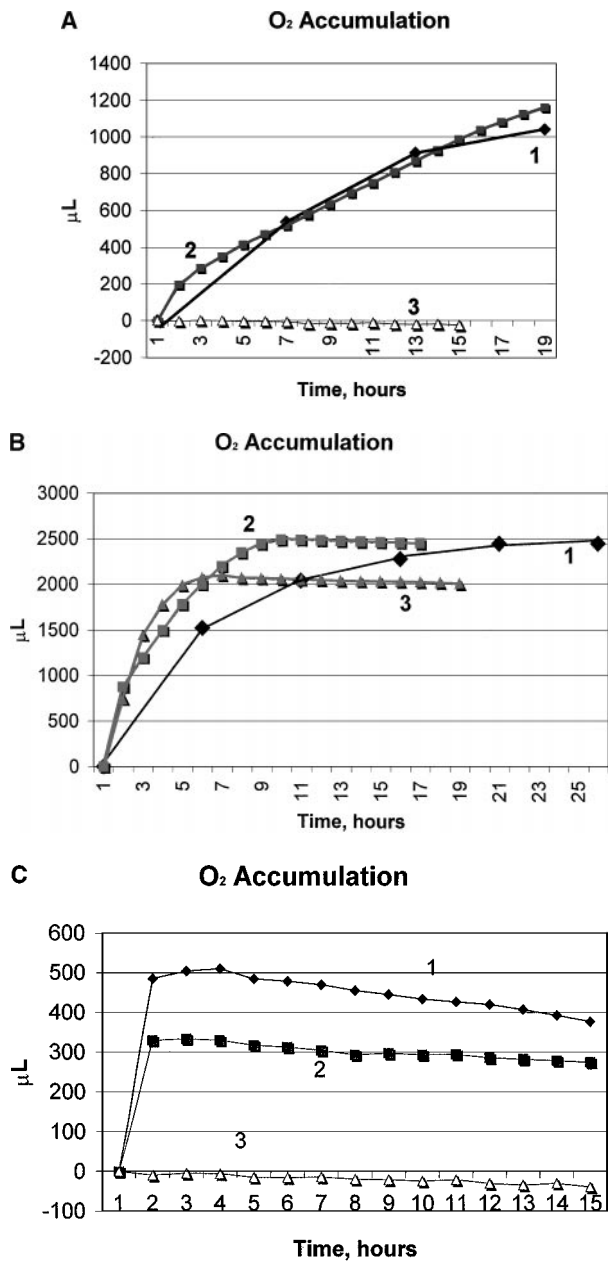 A
O₂ Accumulation
1400
1200
1000
800
600
400
200
0
-200
µL
1
2
3
1 3 5 7 9 11 13 15 17 19
Time, hours
B
O₂ Accumulation
3000
2500
2000
1500
1000
500
0
µL
2
1
3
1 3 5 7 9 11 13 15 17 19 21 23 25
Time, hours
C
O₂ Accumulation
600
500
400
300
200
100
0
-100
µL
1
2
3
1 2 3 4 5 6 7 8 9 10 11 12 13 14 15
Time, hours